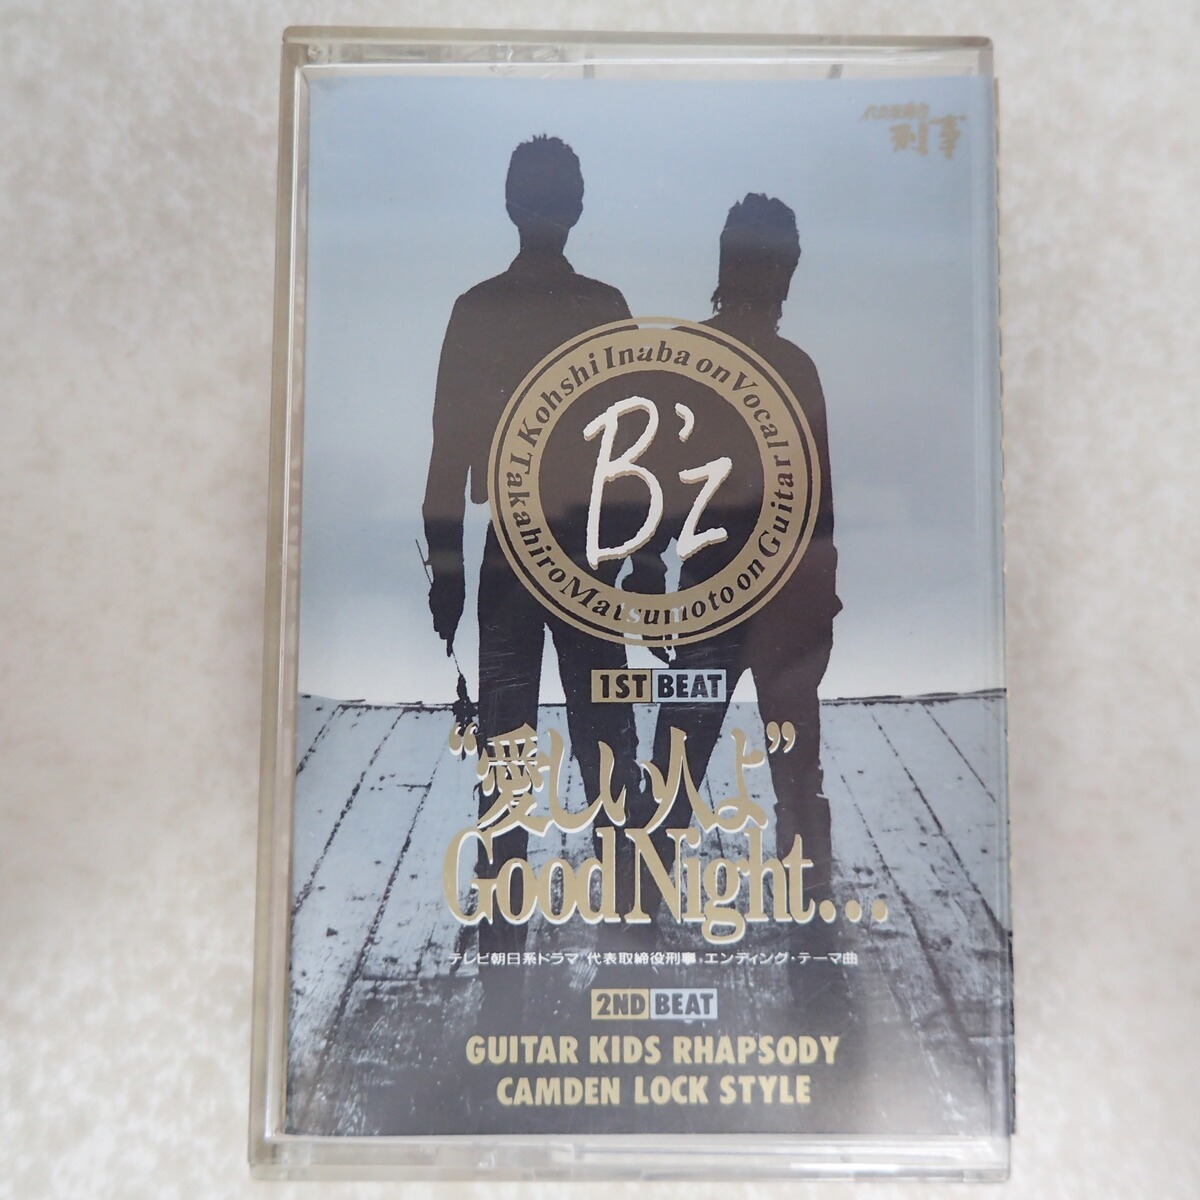 代表取締役
刑事
Kohshi Inaba on Vocal
Takahiro Matsumoto on Guitar
B'z
1ST BEAT
“愛しい人よ”
Good Night...
テレビ朝日系ドラマ 代表取締役刑事・エンディング・テーマ曲
2ND BEAT
GUITAR KIDS RHAPSODY
CAMDEN LOCK STYLE